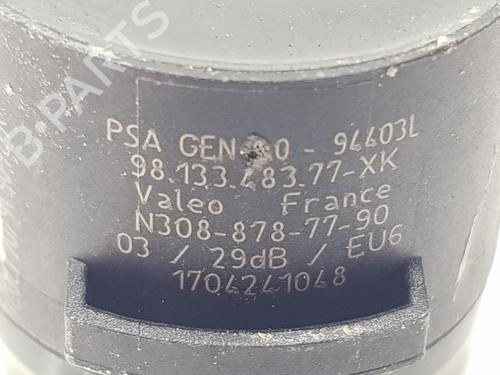 B-PARTS
PSA GEN 4.0 - 94403L
98.133.483.77-XK
Valeo France
N308-878-77-90
03 / 29dB / EU6
1704241048